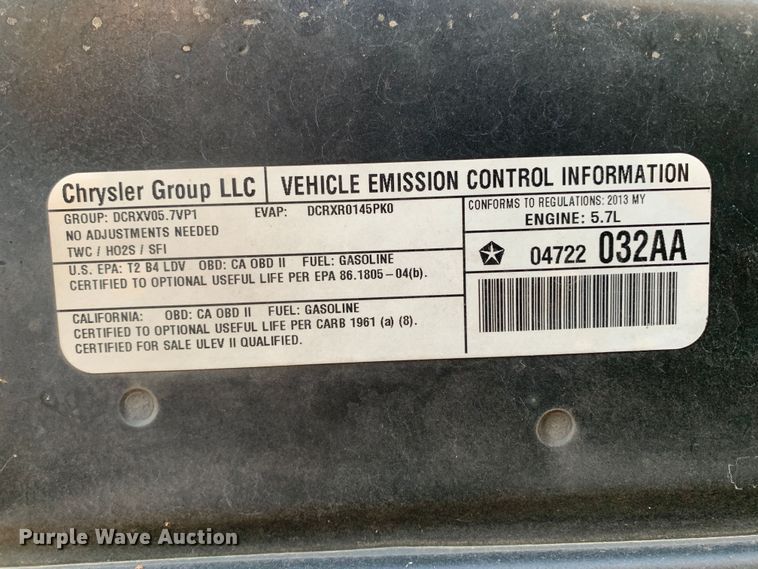 Chrysler Group LLC
VEHICLE EMISSION CONTROL INFORMATION
GROUP: DCRXV05.7VP1 EVAP: DCRXR0145PK0
NO ADJUSTMENTS NEEDED
TWC / HO2S / SFI
CONFORMS TO REGULATIONS: 2013 MY
ENGINE: 5.7L
04722 032AA
U.S. EPA: T2 B4 LDV OBD: CA OBD II FUEL: GASOLINE
CERTIFIED TO OPTIONAL USEFUL LIFE PER EPA 86.1805-04(b).
CALIFORNIA: OBD: CA OBD II FUEL: GASOLINE
CERTIFIED TO OPTIONAL USEFUL LIFE PER CARB 1961 (a) (8).
CERTIFIED FOR SALE ULEV II QUALIFIED.
Purple Wave Auction